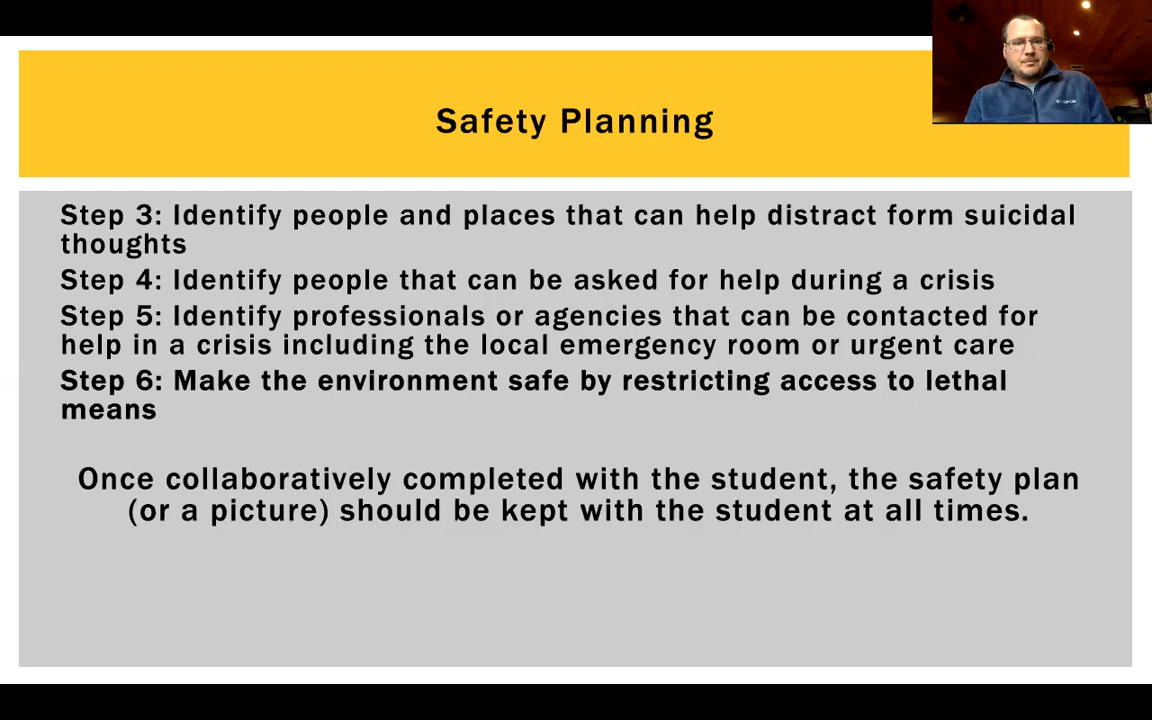 Safety Planning
Step 3: Identify people and places that can help distract form suicidal
thoughts
Step 4: Identify people that can be asked for help during a crisis
Step 5: Identify professionals or agencies that can be contacted for
help in a crisis including the local emergency room or urgent care
Step 6: Make the environment safe by restricting access to lethal
means
Once collaboratively completed with the student, the safety plan
(or a picture) should be kept with the student at all times.